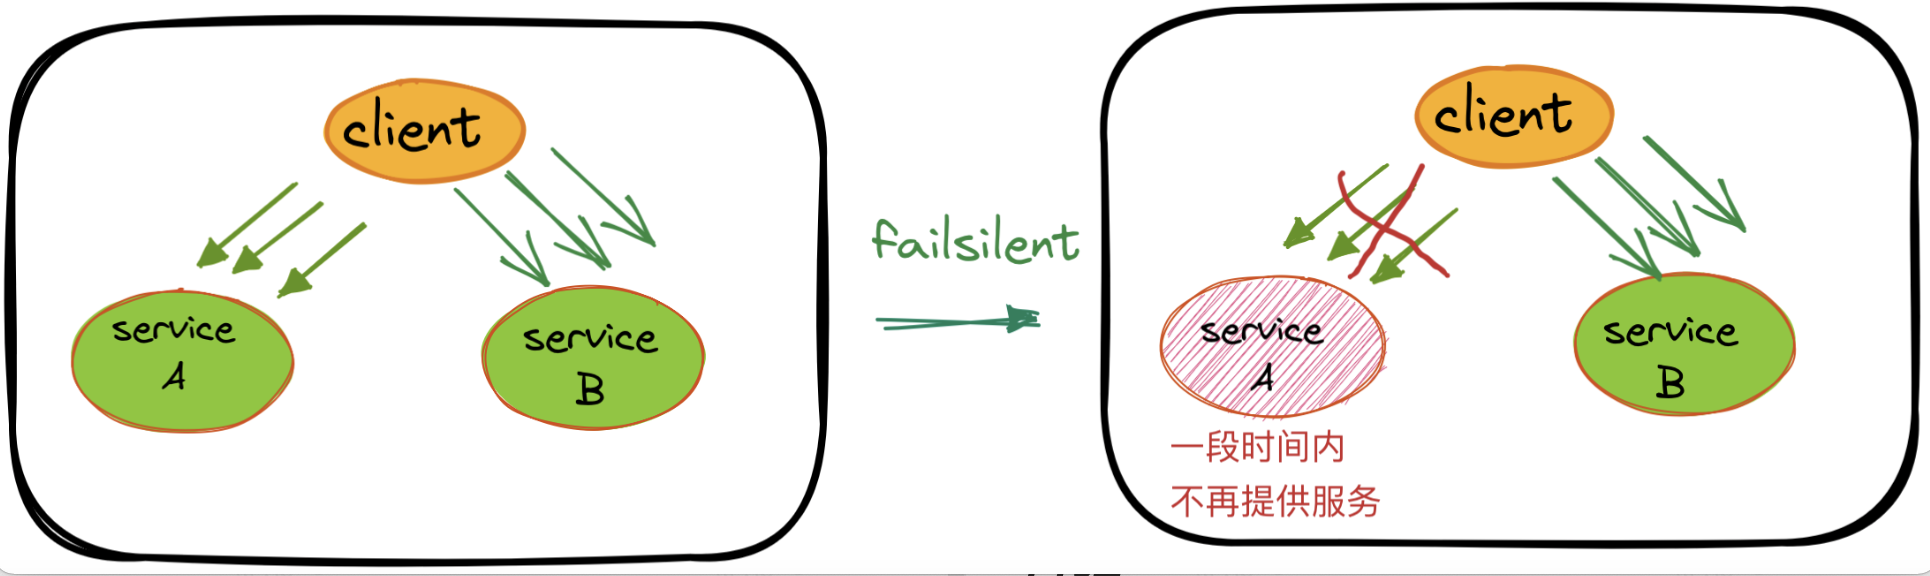 client
service
A
service
B
failsilent
client
service
A
service
B
一段时间内
不再提供服务